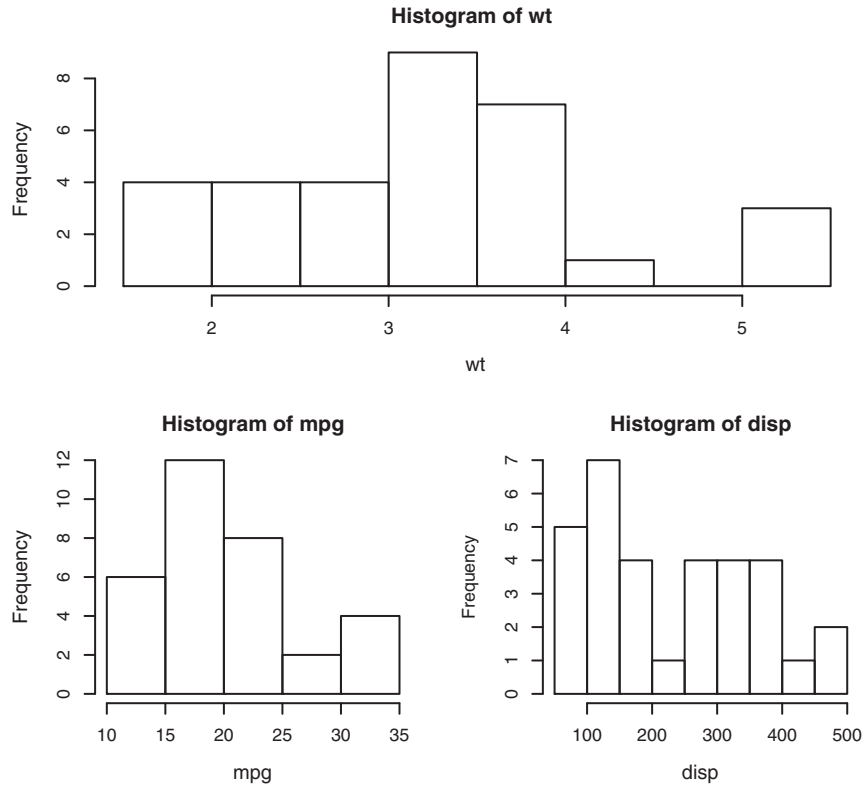 Histogram of wt
Frequency
0 2 4 6 8
2 3 4 5
wt
Histogram of mpg
Frequency
0 2 4 6 8 10 12
10 15 20 25 30 35
mpg
Histogram of disp
Frequency
0 1 2 3 4 5 6 7
100 200 300 400 500
disp